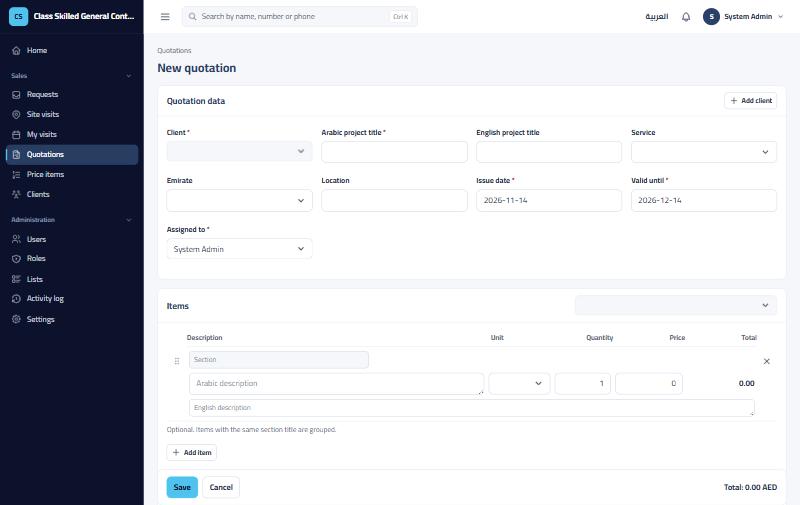 CS
Class Skilled General Cont...
Search by name, number or phone
Ctrl K
العربية
S
System Admin
Home
Sales
Requests
Site visits
My visits
Quotations
Price items
Clients
Administration
Users
Roles
Lists
Activity log
Settings
Quotations
New quotation
Quotation data
Add client
Client *
Arabic project title *
English project title
Service
Emirate
Location
Issue date *
2026-11-14
Valid until *
2026-12-14
Assigned to *
System Admin
Items
Description Unit Quantity Price Total
Section
Arabic description 1 0 0.00
English description
Optional. Items with the same section title are grouped.
Add item
Save
Cancel
Total: 0.00 AED